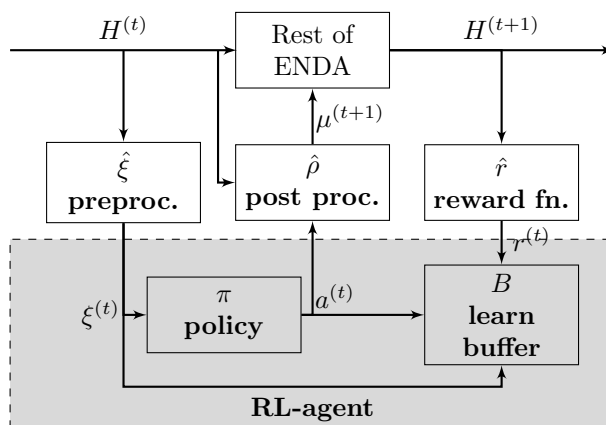 H^(t)
Rest of
ENDA
H^(t+1)
μ^(t+1)
ξ̂
preproc.
ρ̂
post proc.
r̂
reward fn.
r^(t)
ξ^(t)
π
policy
a^(t)
B
learn
buffer
RL-agent